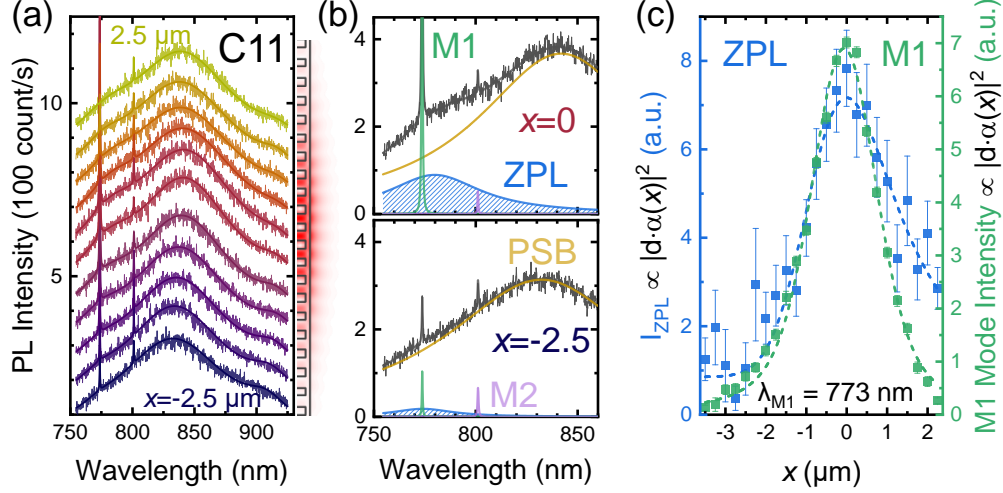 (a)
2.5 µm
C11
PL Intensity (100 count/s)
10
5
x=-2.5 µm
750 800 850 900
Wavelength (nm)
(b)
M1
x=0
ZPL
4
2
0
PSB
x=-2.5
M2
4
2
0
750 800 850
Wavelength (nm)
(c)
ZPL
M1
I_ZPL ∝ |d·α(x)|² (a.u.)
8
6
4
2
0
λ_M1 = 773 nm
-3 -2 -1 0 1 2
x (µm)
M1 Mode Intensity ∝ |d·α(x)|² (a.u.)
7
6
5
4
3
2
1
0